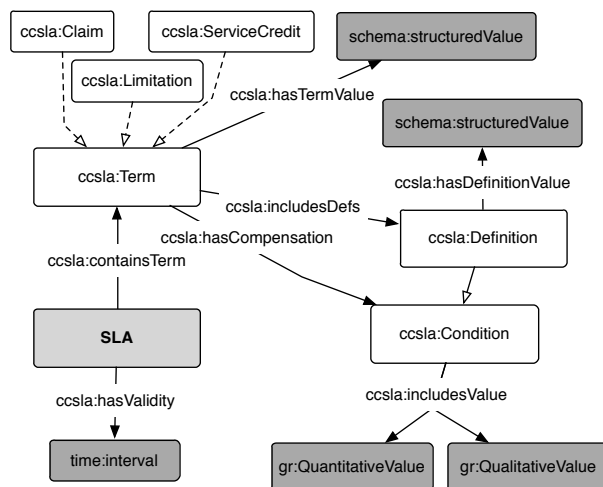 ccsla:Claim
ccsla:ServiceCredit
schema:structuredValue
ccsla:Limitation
ccsla:hasTermValue
schema:structuredValue
ccsla:Term
ccsla:hasDefinitionValue
ccsla:includesDefs
ccsla:hasCompensation
ccsla:Definition
ccsla:containsTerm
SLA
ccsla:Condition
ccsla:hasValidity
ccsla:includesValue
time:interval
gr:QuantitativeValue
gr:QualitativeValue